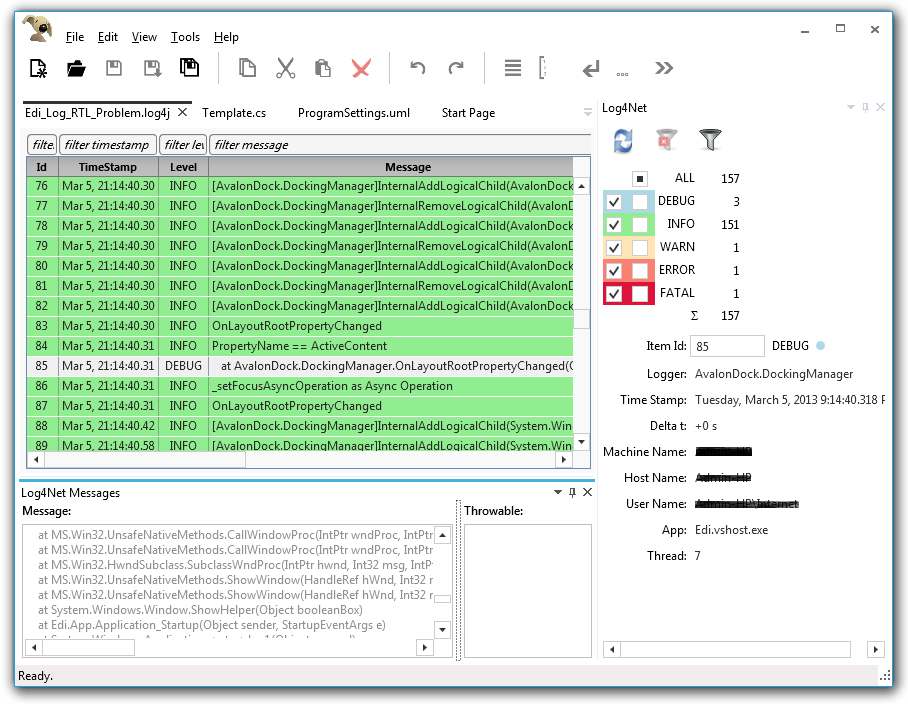 File Edit View Tools Help
Edi_Log_RTL_Problem.log4j Template.cs ProgramSettings.uml Start Page
filte filter timestamp filter lev filter message
Id TimeStamp Level Message
76 Mar 5, 21:14:40.30 INFO [AvalonDock.DockingManager]InternalAddLogicalChild(AvalonDock
77 Mar 5, 21:14:40.30 INFO [AvalonDock.DockingManager]InternalRemoveLogicalChild(AvalonD
78 Mar 5, 21:14:40.30 INFO [AvalonDock.DockingManager]InternalAddLogicalChild(AvalonDock
79 Mar 5, 21:14:40.30 INFO [AvalonDock.DockingManager]InternalRemoveLogicalChild(AvalonD
80 Mar 5, 21:14:40.30 INFO [AvalonDock.DockingManager]InternalAddLogicalChild(AvalonDock
81 Mar 5, 21:14:40.30 INFO [AvalonDock.DockingManager]InternalRemoveLogicalChild(AvalonD
82 Mar 5, 21:14:40.30 INFO [AvalonDock.DockingManager]InternalAddLogicalChild(AvalonDock
83 Mar 5, 21:14:40.30 INFO OnLayoutRootPropertyChanged
84 Mar 5, 21:14:40.31 INFO PropertyName == ActiveContent
85 Mar 5, 21:14:40.31 DEBUG at AvalonDock.DockingManager.OnLayoutRootPropertyChanged(
86 Mar 5, 21:14:40.31 INFO _setFocusAsyncOperation as Async Operation
87 Mar 5, 21:14:40.31 INFO OnLayoutRootPropertyChanged
88 Mar 5, 21:14:40.42 INFO [AvalonDock.DockingManager]InternalAddLogicalChild(System.Win
89 Mar 5, 21:14:40.58 INFO [AvalonDock.DockingManager]InternalAddLogicalChild(System.Win
Log4Net Messages
Message:
at MS.Win32.UnsafeNativeMethods.CallWindowProc(IntPtr wndProc, IntPtr
at MS.Win32.UnsafeNativeMethods.CallWindowProc(IntPtr wndProc, IntPtr
at MS.Win32.HwndSubclass.SubclassWndProc(IntPtr hwnd, Int32 msg, IntP
at MS.Win32.UnsafeNativeMethods.ShowWindow(HandleRef hWnd, Int32 r
at MS.Win32.UnsafeNativeMethods.ShowWindow(HandleRef hWnd, Int32 r
at System.Windows.Window.ShowHelper(Object booleanBox)
at Edi.App.Application_Startup(Object sender, StartupEventArgs e)
Throwable:
Log4Net
ALL 157
DEBUG 3
INFO 151
WARN 1
ERROR 1
FATAL 1
Σ 157
Item Id: 85 DEBUG
Logger: AvalonDock.DockingManager
Time Stamp: Tuesday, March 5, 2013 9:14:40.318 P
Delta t: +0 s
Machine Name:
Host Name: Admin-HP
User Name: Admin-HP\Internet
App: Edi.vshost.exe
Thread: 7
Ready.